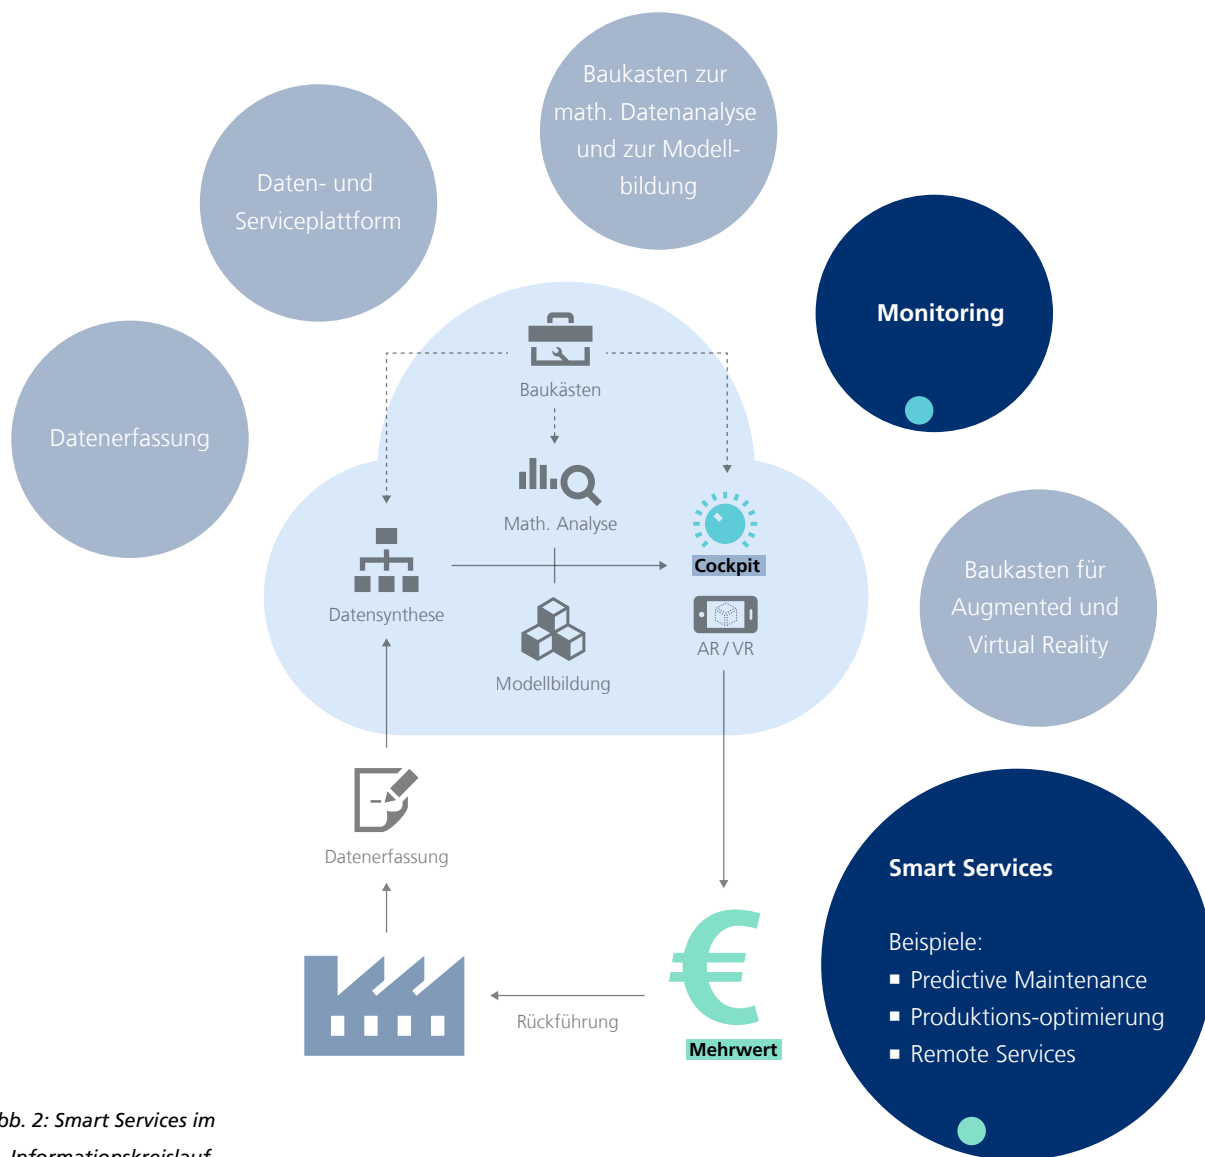 Baukasten zur
math. Datenanalyse
und zur Modell-
bildung
Daten- und
Serviceplattform
Monitoring
Datenerfassung
Baukästen
Math. Analyse
Cockpit
Datensynthese
AR / VR
Modellbildung
Baukasten für
Augmented und
Virtual Reality
Datenerfassung
Smart Services
Beispiele:
▪ Predictive Maintenance
▪ Produktions-optimierung
▪ Remote Services
Rückführung
€
Mehrwert
bb. 2: Smart Services im
Informationskreislauf